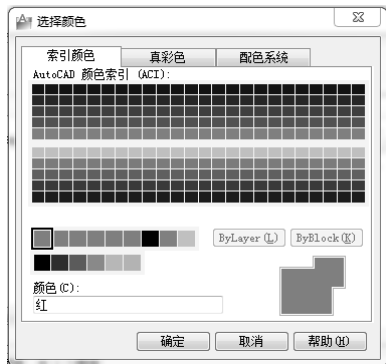 选择颜色
索引颜色 真彩色 配色系统
AutoCAD 颜色索引 (ACI):
ByLayer(L) ByBlock(K)
颜色(C):
红
确定 取消 帮助(H)